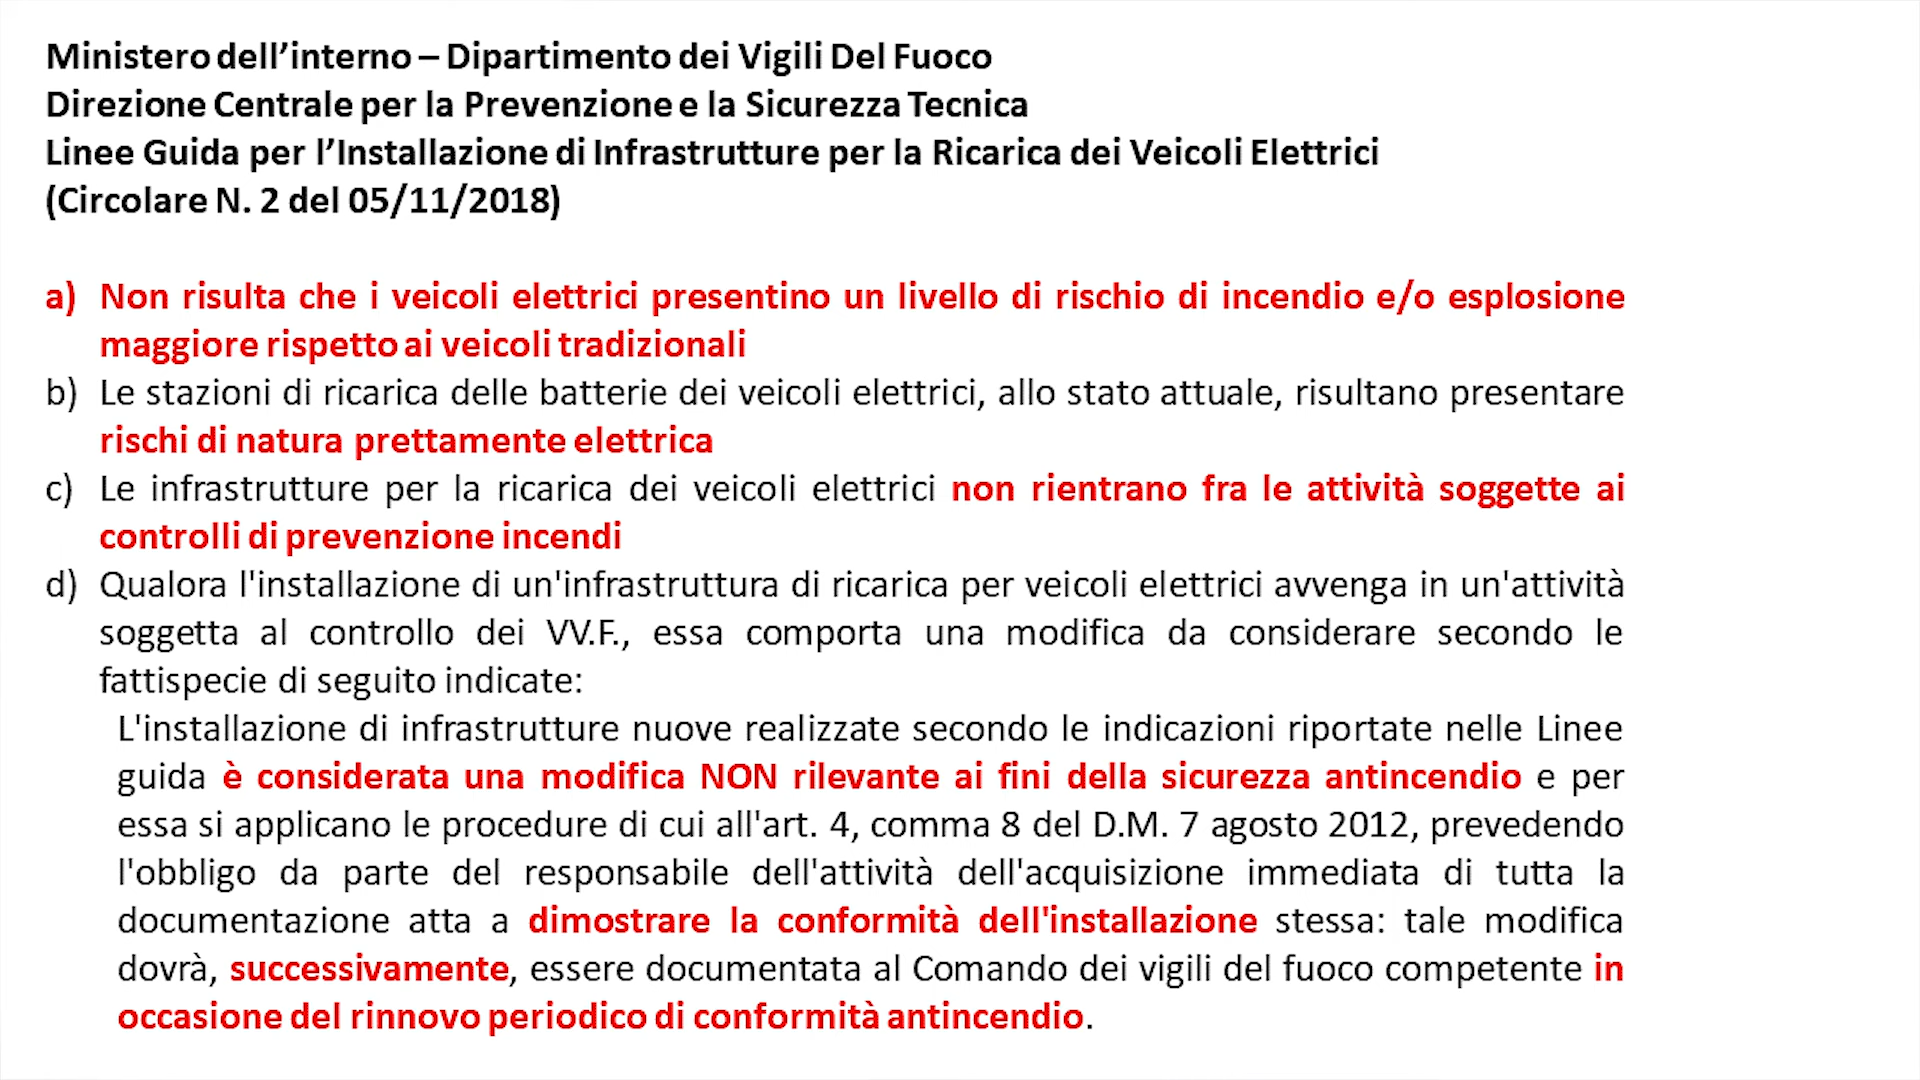 Ministero dell’interno – Dipartimento dei Vigili Del Fuoco
Direzione Centrale per la Prevenzione e la Sicurezza Tecnica
Linee Guida per l’Installazione di Infrastrutture per la Ricarica dei Veicoli Elettrici
(Circolare N. 2 del 05/11/2018)
a) Non risulta che i veicoli elettrici presentino un livello di rischio di incendio e/o esplosione
maggiore rispetto ai veicoli tradizionali
b) Le stazioni di ricarica delle batterie dei veicoli elettrici, allo stato attuale, risultano presentare
rischi di natura prettamente elettrica
c) Le infrastrutture per la ricarica dei veicoli elettrici non rientrano fra le attività soggette ai
controlli di prevenzione incendi
d) Qualora l'installazione di un'infrastruttura di ricarica per veicoli elettrici avvenga in un'attività
soggetta al controllo dei VV.F., essa comporta una modifica da considerare secondo le
fattispecie di seguito indicate:
L'installazione di infrastrutture nuove realizzate secondo le indicazioni riportate nelle Linee
guida è considerata una modifica NON rilevante ai fini della sicurezza antincendio e per
essa si applicano le procedure di cui all'art. 4, comma 8 del D.M. 7 agosto 2012, prevedendo
l'obbligo da parte del responsabile dell'attività dell'acquisizione immediata di tutta la
documentazione atta a dimostrare la conformità dell'installazione stessa: tale modifica
dovrà, successivamente, essere documentata al Comando dei vigili del fuoco competente in
occasione del rinnovo periodico di conformità antincendio.